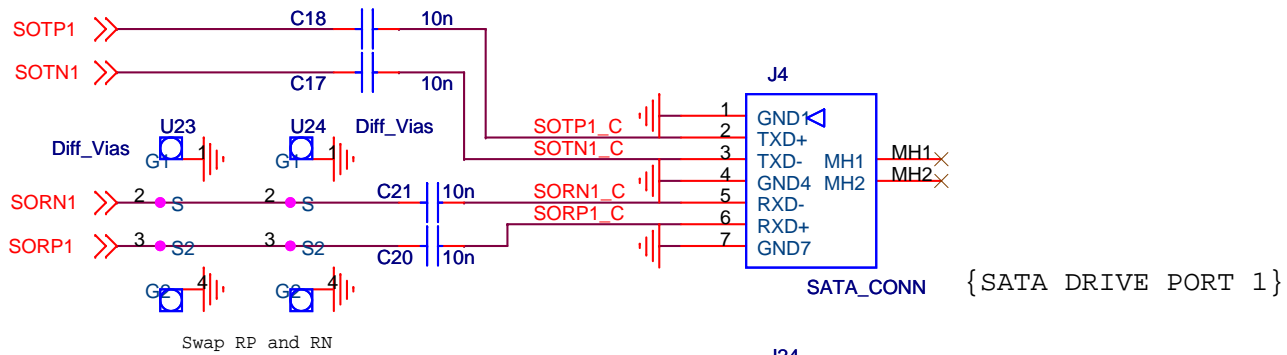 SOTP1
C18
10n
SOTN1
C17
10n
J4
U23
U24
Diff_Vias
Diff_Vias
G1
1
G1
1
SOTP1_C
SOTN1_C
1 GND1
2 TXD+
3 TXD- MH1 MH1
4 GND4 MH2 MH2
5 RXD-
6 RXD+
7 GND7
SORN1
2 S
2 S
C21
10n
SORN1_C
SORP1_C
SORP1
3 S2
3 S2
C20
10n
G2
4
G2
4
SATA_CONN
{SATA DRIVE PORT 1}
Swap RP and RN